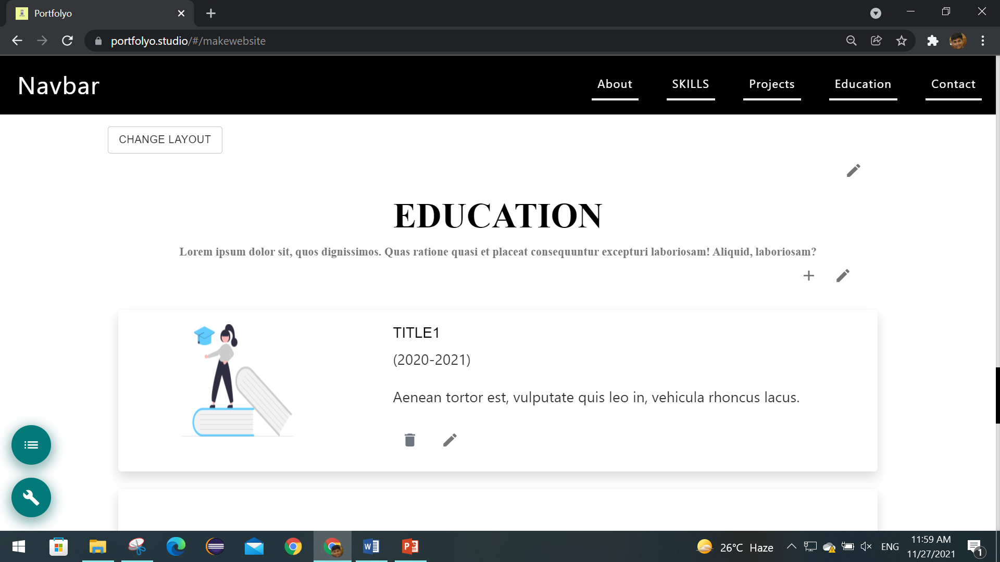 Portfolyo
portfolyo.studio/#/makewebsite
Navbar
About
SKILLS
Projects
Education
Contact
CHANGE LAYOUT
EDUCATION
Lorem ipsum dolor sit, quos dignissimos. Quas ratione quasi et placeat consequuntur excepturi laboriosam! Aliquid, laboriosam?
TITLE1
(2020-2021)
Aenean tortor est, vulputate quis leo in, vehicula rhoncus lacus.
26°C Haze
ENG
11:59 AM
11/27/2021
1